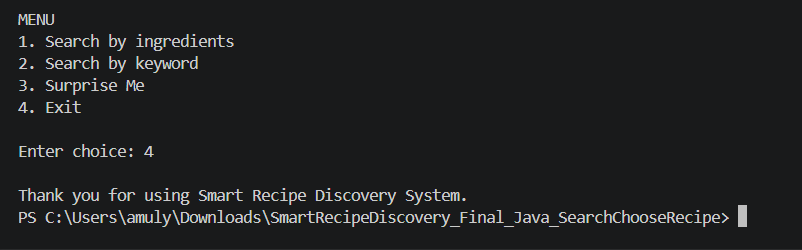 MENU
1. Search by ingredients
2. Search by keyword
3. Surprise Me
4. Exit
Enter choice: 4
Thank you for using Smart Recipe Discovery System.
PS C:\Users\amuly\Downloads\SmartRecipeDiscovery_Final_Java_SearchChooseRecipe>